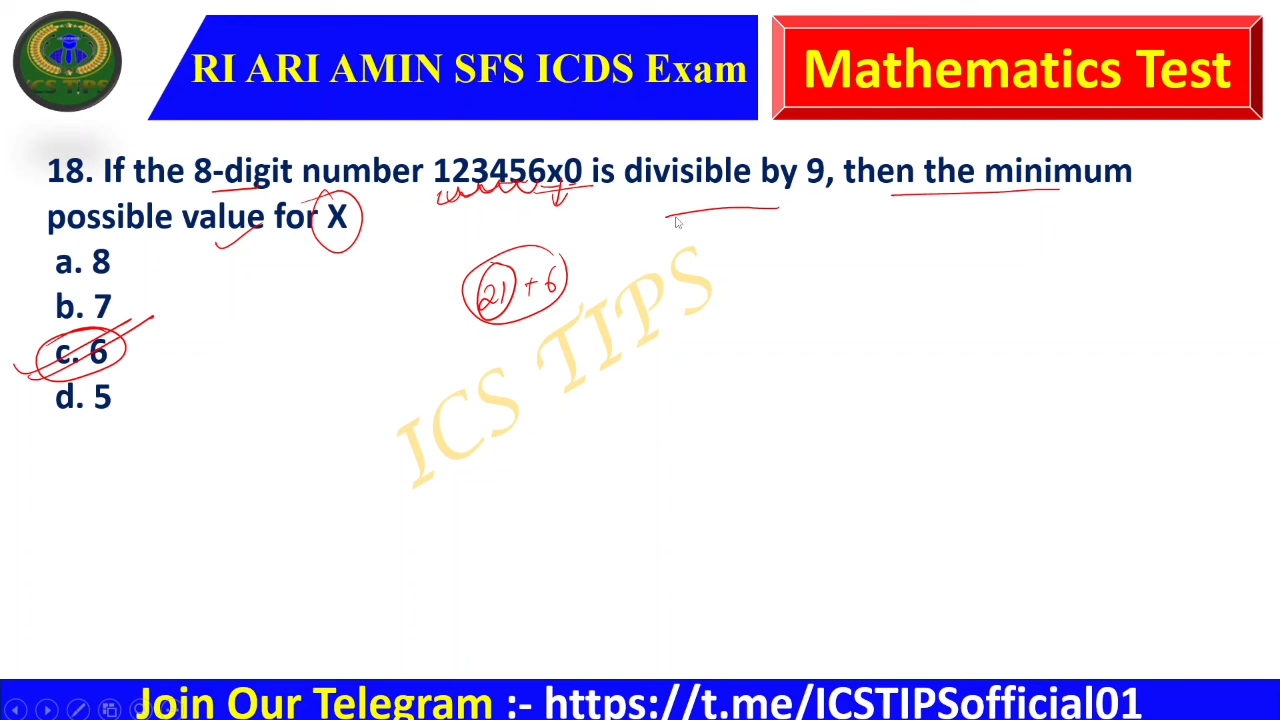 ICS TIPS
RI ARI AMIN SFS ICDS Exam
Mathematics Test
18. If the 8-digit number 123456x0 is divisible by 9, then the minimum
possible value for X
a. 8
b. 7
c. 6
d. 5
21 + 6
ICS TIPS
Join Our Telegram :- https://t.me/ICSTIPSofficial01